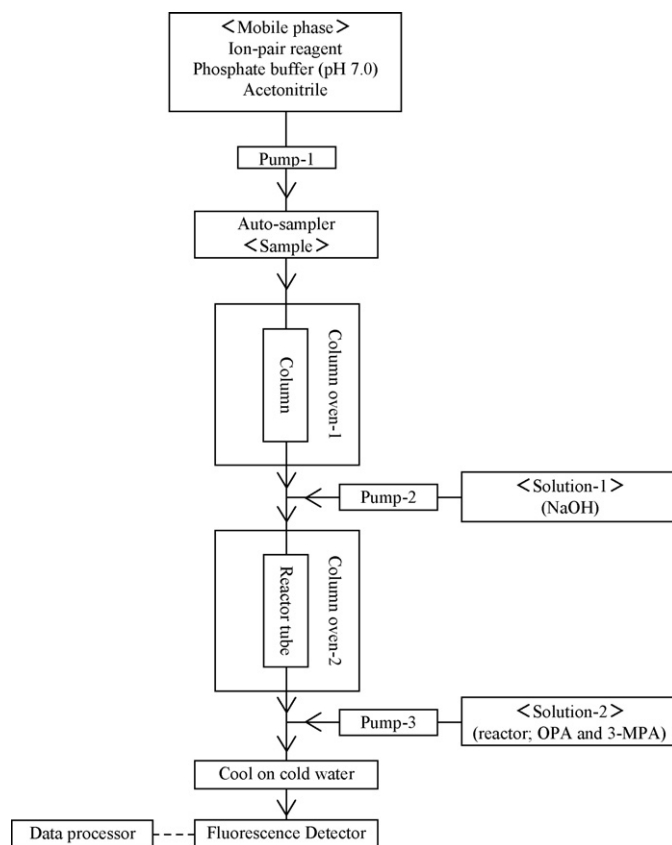 ＜Mobile phase＞
Ion-pair reagent
Phosphate buffer (pH 7.0)
Acetonitrile
Pump-1
Auto-sampler
＜Sample＞
Column
Column oven-1
Pump-2
＜Solution-1＞
(NaOH)
Reactor tube
Column oven-2
Pump-3
＜Solution-2＞
(reactor; OPA and 3-MPA)
Cool on cold water
Data processor
Fluorescence Detector